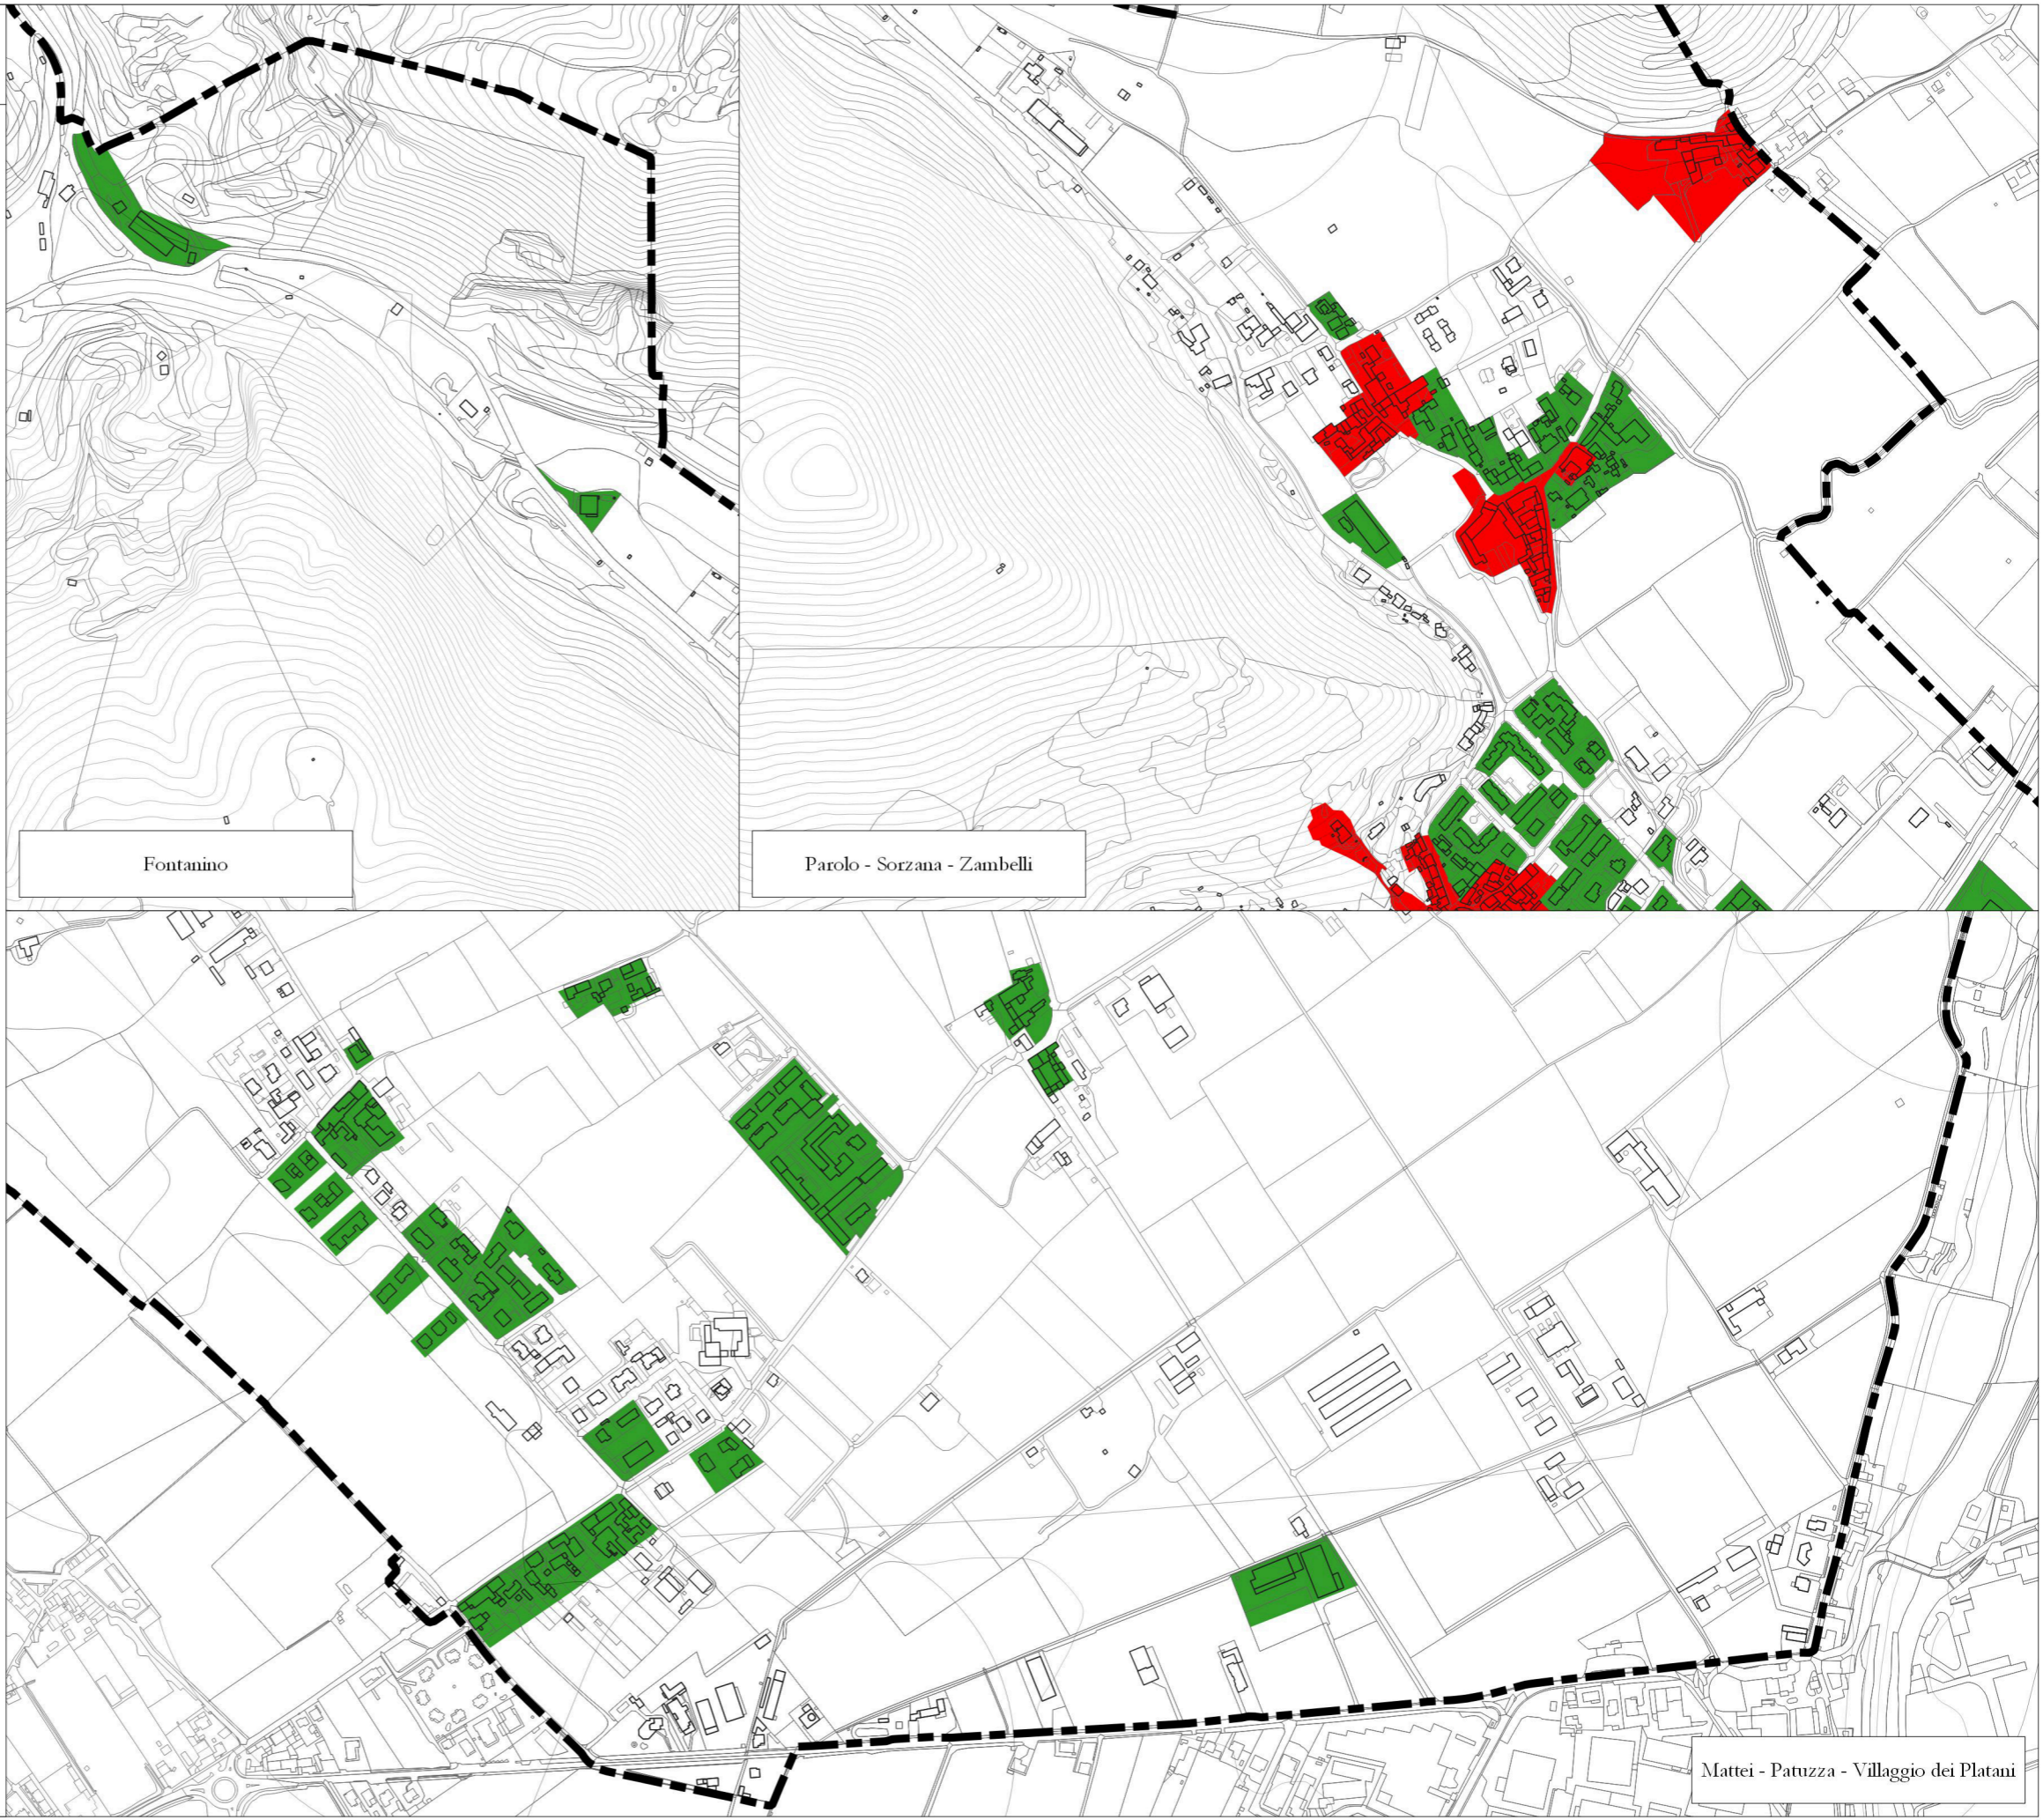 Fontanino
Parolo - Sorzana - Zambelli
Mattei - Patuzza - Villaggio dei Platani